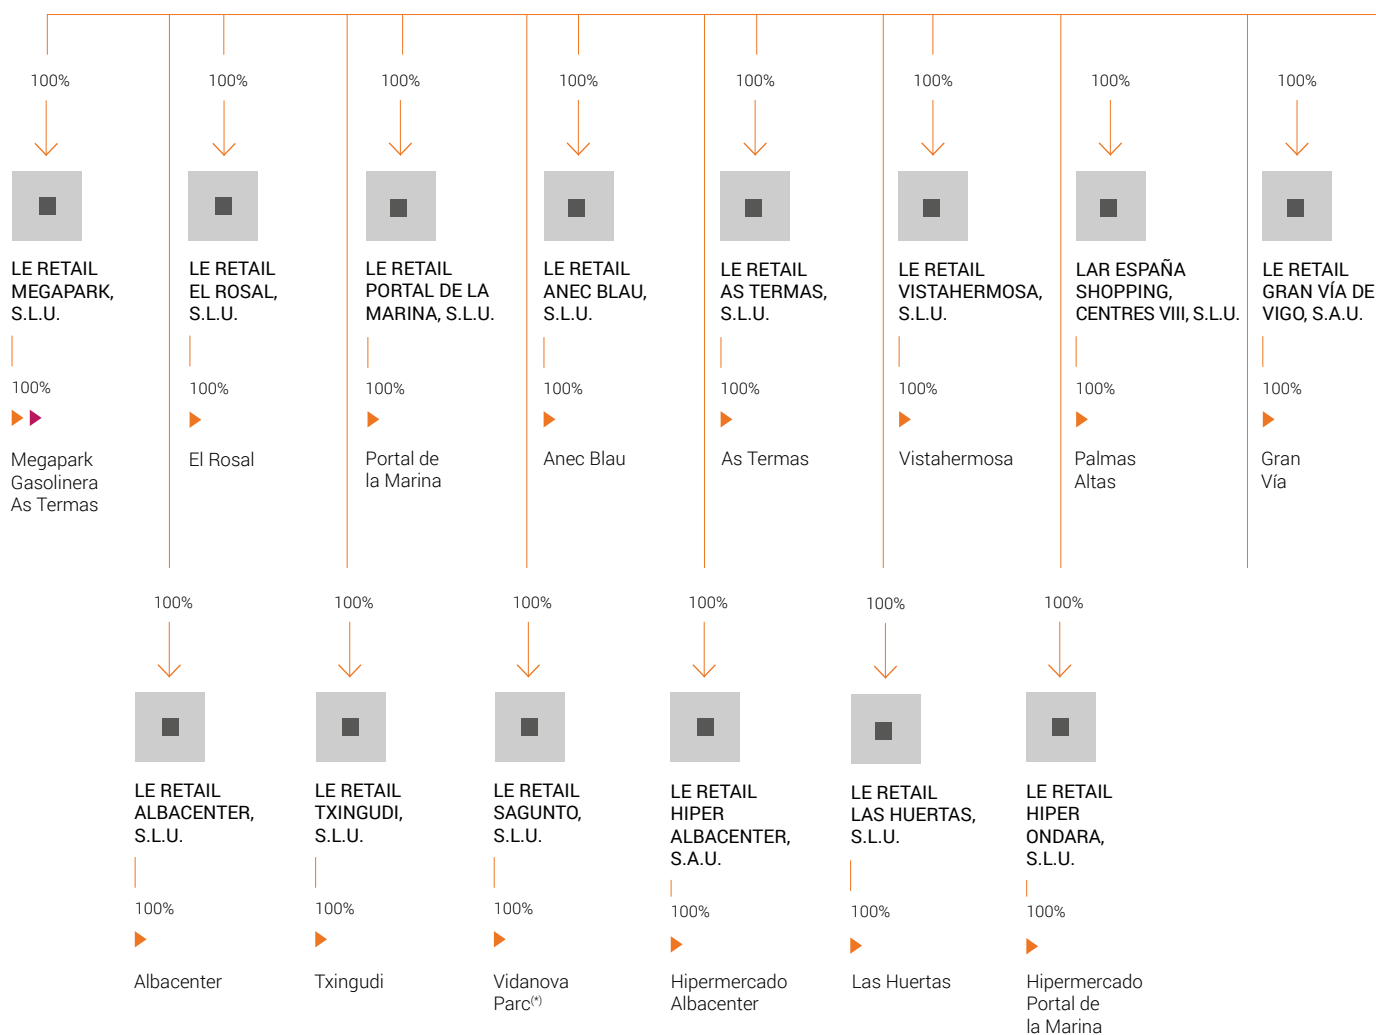 100%
100%
100%
100%
100%
100%
100%
100%
LE RETAIL
MEGAPARK,
S.L.U.
LE RETAIL
EL ROSAL,
S.L.U.
LE RETAIL
PORTAL DE LA
MARINA, S.L.U.
LE RETAIL
ANEC BLAU,
S.L.U.
LE RETAIL
AS TERMAS,
S.L.U.
LE RETAIL
VISTAHERMOSA,
S.L.U.
LAR ESPAÑA
SHOPPING,
CENTRES VIII, S.L.U.
LE RETAIL
GRAN VÍA DE
VIGO, S.A.U.
100%
100%
100%
100%
100%
100%
100%
100%
Megapark
Gasolinera
As Termas
El Rosal
Portal de
la Marina
Anec Blau
As Termas
Vistahermosa
Palmas
Altas
Gran
Vía
100%
100%
100%
100%
100%
100%
LE RETAIL
ALBACENTER,
S.L.U.
LE RETAIL
TXINGUDI,
S.L.U.
LE RETAIL
SAGUNTO,
S.L.U.
LE RETAIL
HIPER
ALBACENTER,
S.A.U.
LE RETAIL
LAS HUERTAS,
S.L.U.
LE RETAIL
HIPER
ONDARA,
S.L.U.
100%
100%
100%
100%
100%
100%
Albacenter
Txingudi
Vidanova
Parc(*)
Hipermercado
Albacenter
Las Huertas
Hipermercado
Portal de
la Marina